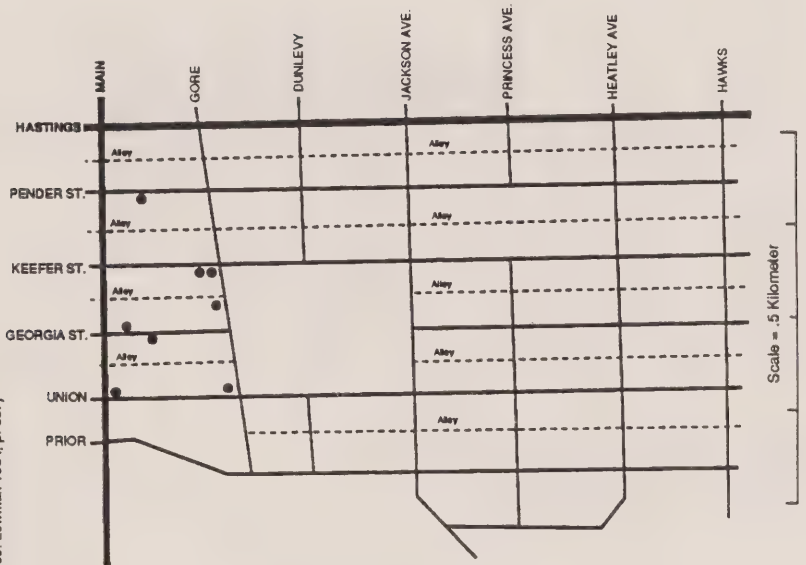 MAIN
GORE
DUNLEVY
JACKSON AVE.
PRINCESS AVE.
HEATLEY AVE
HAWKS
HASTINGS
Alley
Alley
PENDER ST.
Alley
Alley
KEEFER ST.
Alley
Alley
GEORGIA ST.
Alley
Alley
UNION
Alley
PRIOR
Scale = .5 Kilometer